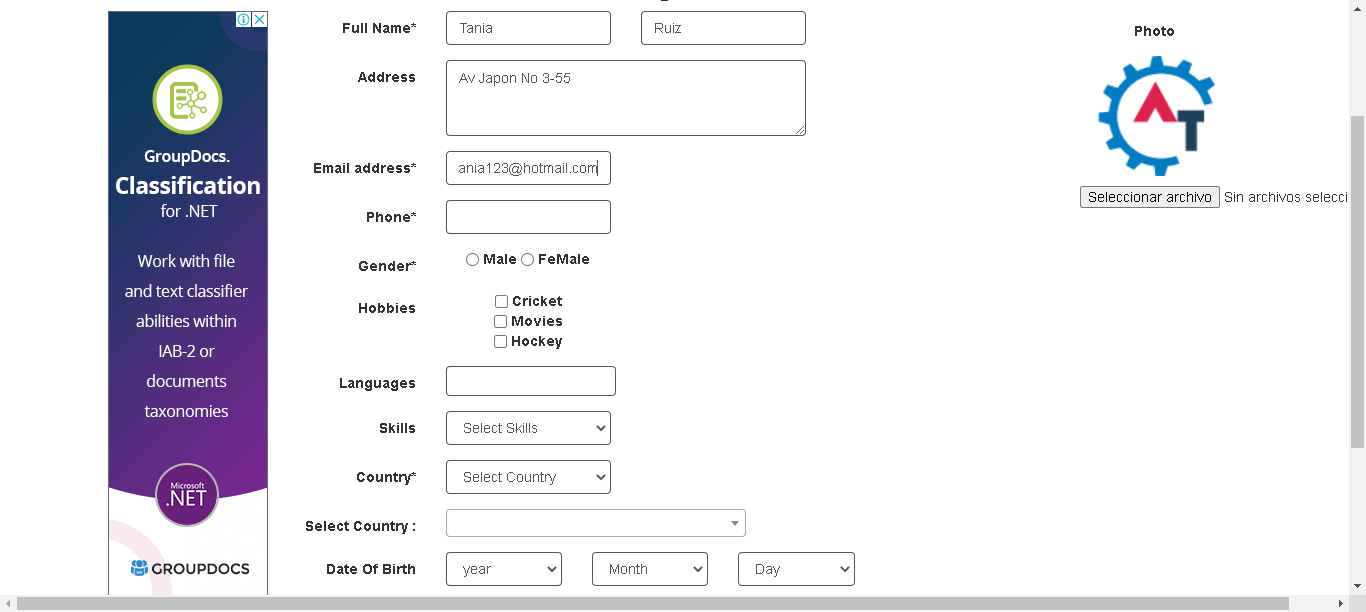 GroupDocs.
Classification
for .NET
Work with file
and text classifier
abilities within
IAB-2 or
documents
taxonomies
Microsoft
.NET
GROUPDOCS
Full Name* Tania Ruiz
Address Av Japon No 3-55
Email address* ania123@hotmail.com
Phone*
Gender* Male FeMale
Hobbies Cricket
Movies
Hockey
Languages
Skills Select Skills
Country* Select Country
Select Country :
Date Of Birth year Month Day
Photo
AT
Seleccionar archivo Sin archivos selecci